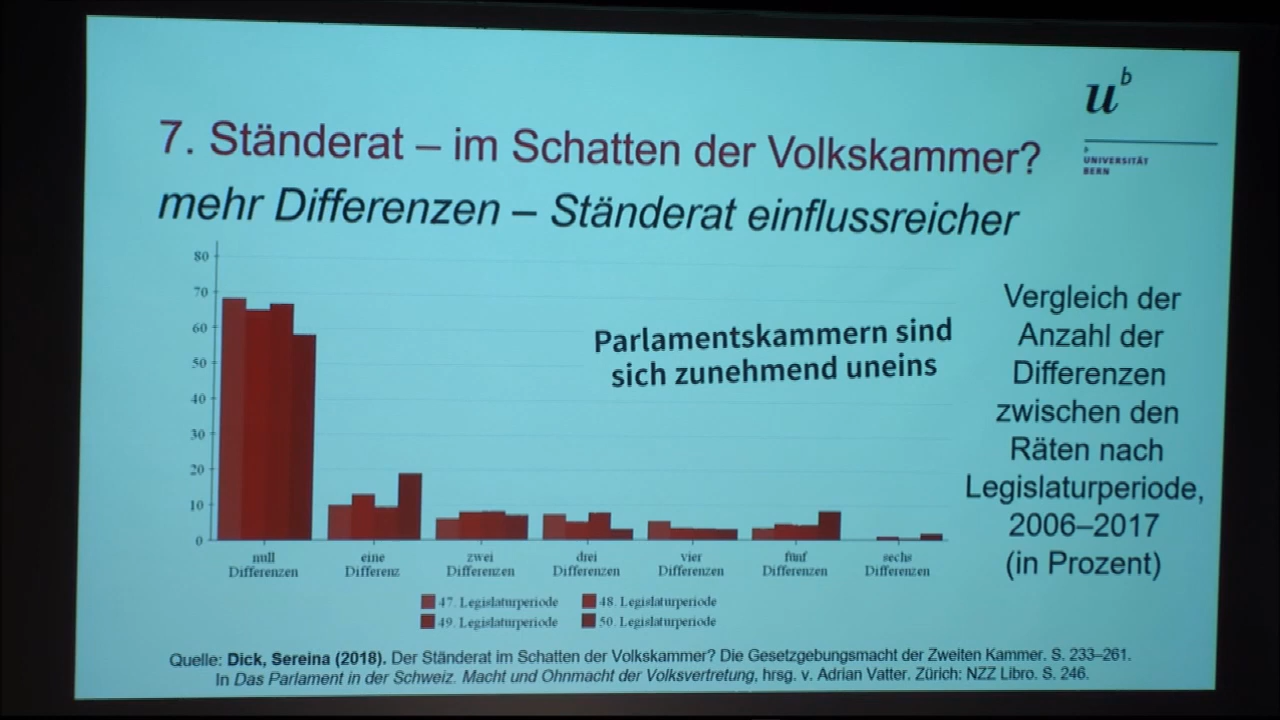 u^b
UNIVERSITÄT
BERN
7. Ständerat – im Schatten der Volkskammer?
mehr Differenzen – Ständerat einflussreicher
80
70
60
50
40
30
20
10
0
Parlamentskammern sind
sich zunehmend uneins
Vergleich der
Anzahl der
Differenzen
zwischen den
Räten nach
Legislaturperiode,
2006–2017
(in Prozent)
null
Differenzen
eine
Differenz
zwei
Differenzen
drei
Differenzen
vier
Differenzen
fünf
Differenzen
sechs
Differenzen
47. Legislaturperiode
48. Legislaturperiode
49. Legislaturperiode
50. Legislaturperiode
Quelle: Dick, Sereina (2018). Der Ständerat im Schatten der Volkskammer? Die Gesetzgebungsmacht der Zweiten Kammer. S. 233–261.
In Das Parlament in der Schweiz. Macht und Ohnmacht der Volksvertretung, hrsg. v. Adrian Vatter. Zürich: NZZ Libro. S. 246.